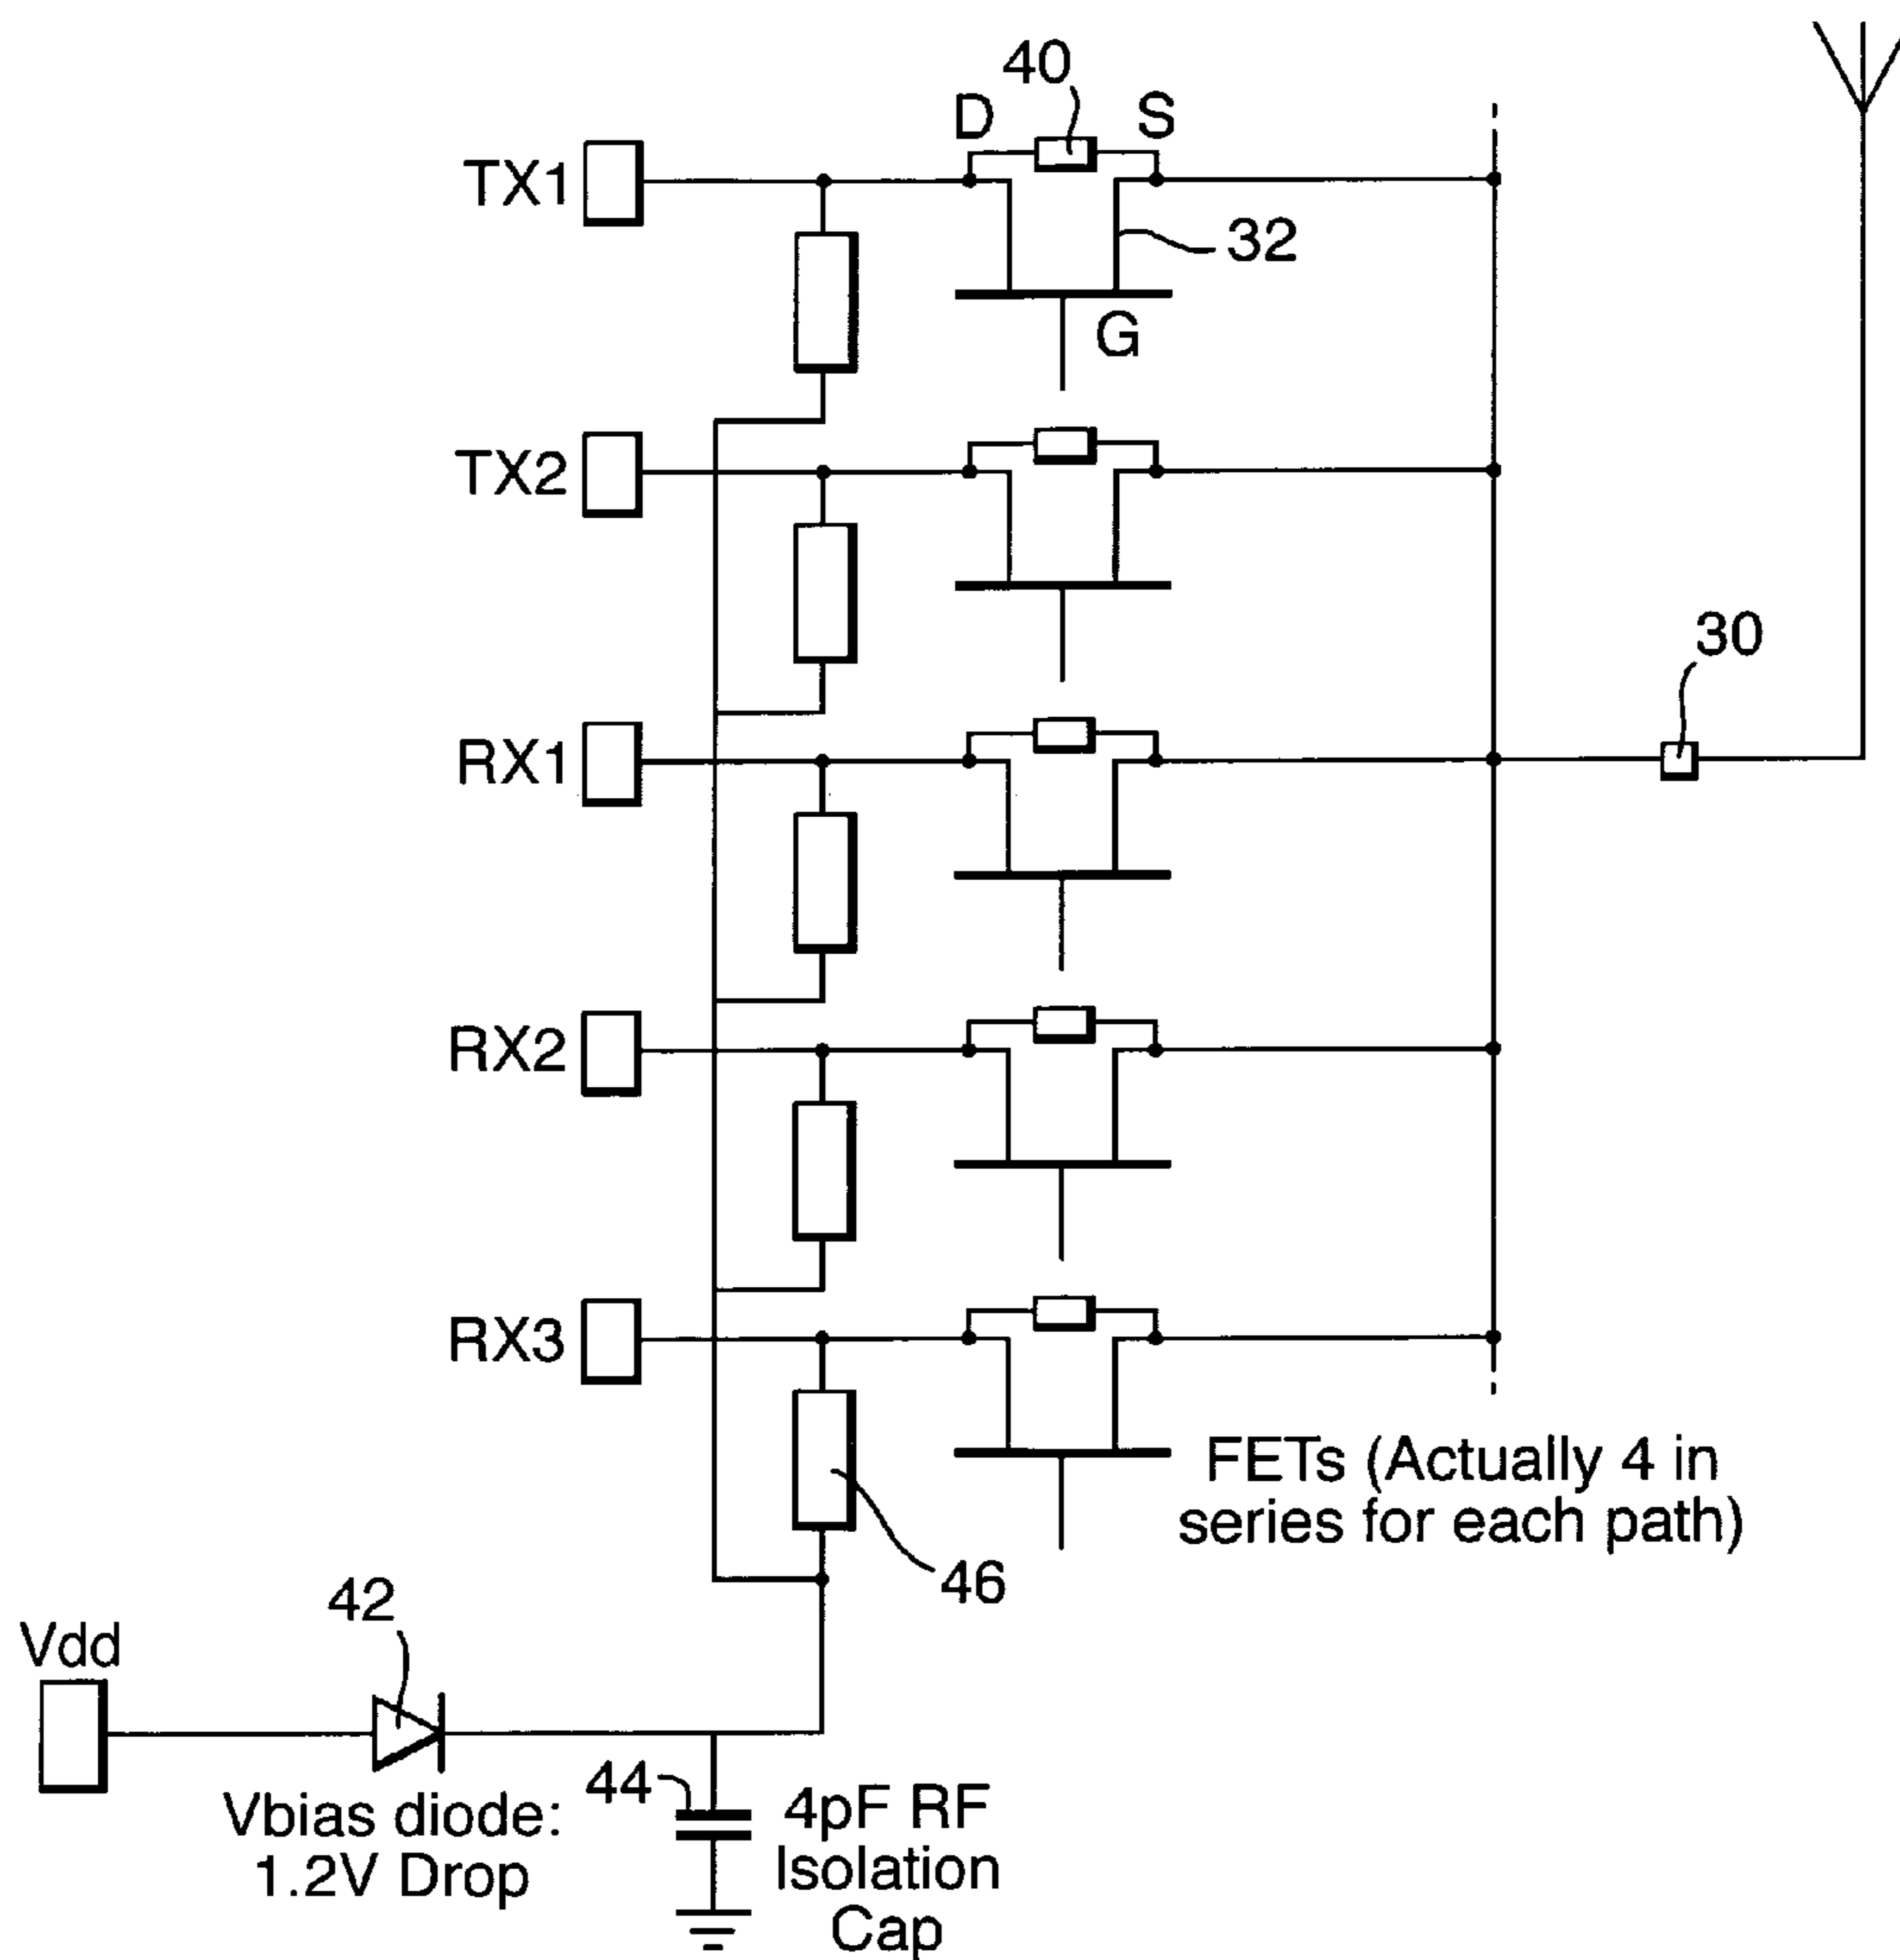 40
D
S
TX1
32
G
TX2
30
RX1
RX2
RX3
FETs (Actually 4 in
series for each path)
46
42
Vdd
44
4pF RF
Isolation
Cap
Vbias diode:
1.2V Drop